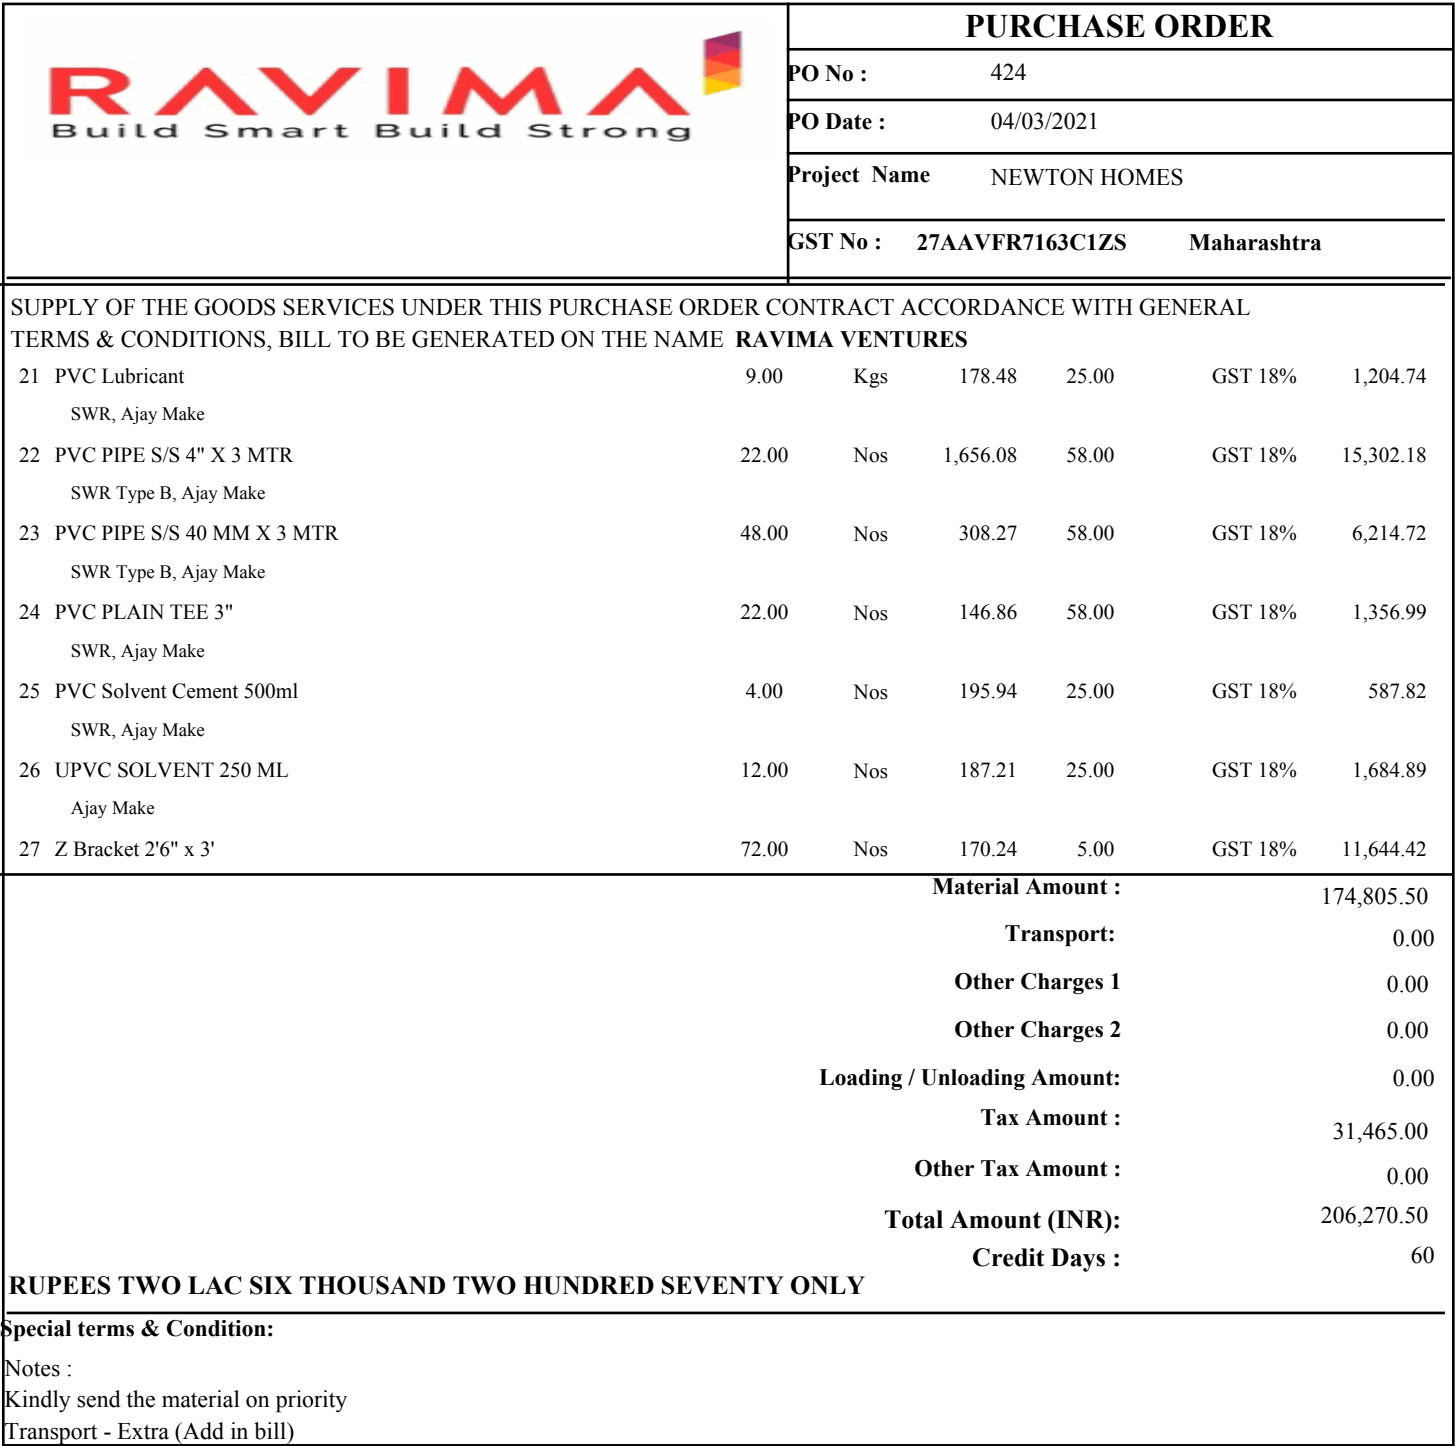 RAVIMA
Build Smart Build Strong
PURCHASE ORDER
PO No : 424
PO Date : 04/03/2021
Project Name NEWTON HOMES
GST No : 27AAVFR7163C1ZS Maharashtra
SUPPLY OF THE GOODS SERVICES UNDER THIS PURCHASE ORDER CONTRACT ACCORDANCE WITH GENERAL
TERMS & CONDITIONS, BILL TO BE GENERATED ON THE NAME RAVIMA VENTURES
21 PVC Lubricant 9.00 Kgs 178.48 25.00 GST 18% 1,204.74
SWR, Ajay Make
22 PVC PIPE S/S 4" X 3 MTR 22.00 Nos 1,656.08 58.00 GST 18% 15,302.18
SWR Type B, Ajay Make
23 PVC PIPE S/S 40 MM X 3 MTR 48.00 Nos 308.27 58.00 GST 18% 6,214.72
SWR Type B, Ajay Make
24 PVC PLAIN TEE 3" 22.00 Nos 146.86 58.00 GST 18% 1,356.99
SWR, Ajay Make
25 PVC Solvent Cement 500ml 4.00 Nos 195.94 25.00 GST 18% 587.82
SWR, Ajay Make
26 UPVC SOLVENT 250 ML 12.00 Nos 187.21 25.00 GST 18% 1,684.89
Ajay Make
27 Z Bracket 2'6" x 3' 72.00 Nos 170.24 5.00 GST 18% 11,644.42
Material Amount : 174,805.50
Transport: 0.00
Other Charges 1 0.00
Other Charges 2 0.00
Loading / Unloading Amount: 0.00
Tax Amount : 31,465.00
Other Tax Amount : 0.00
Total Amount (INR): 206,270.50
Credit Days : 60
RUPEES TWO LAC SIX THOUSAND TWO HUNDRED SEVENTY ONLY
Special terms & Condition:
Notes :
Kindly send the material on priority
Transport - Extra (Add in bill)